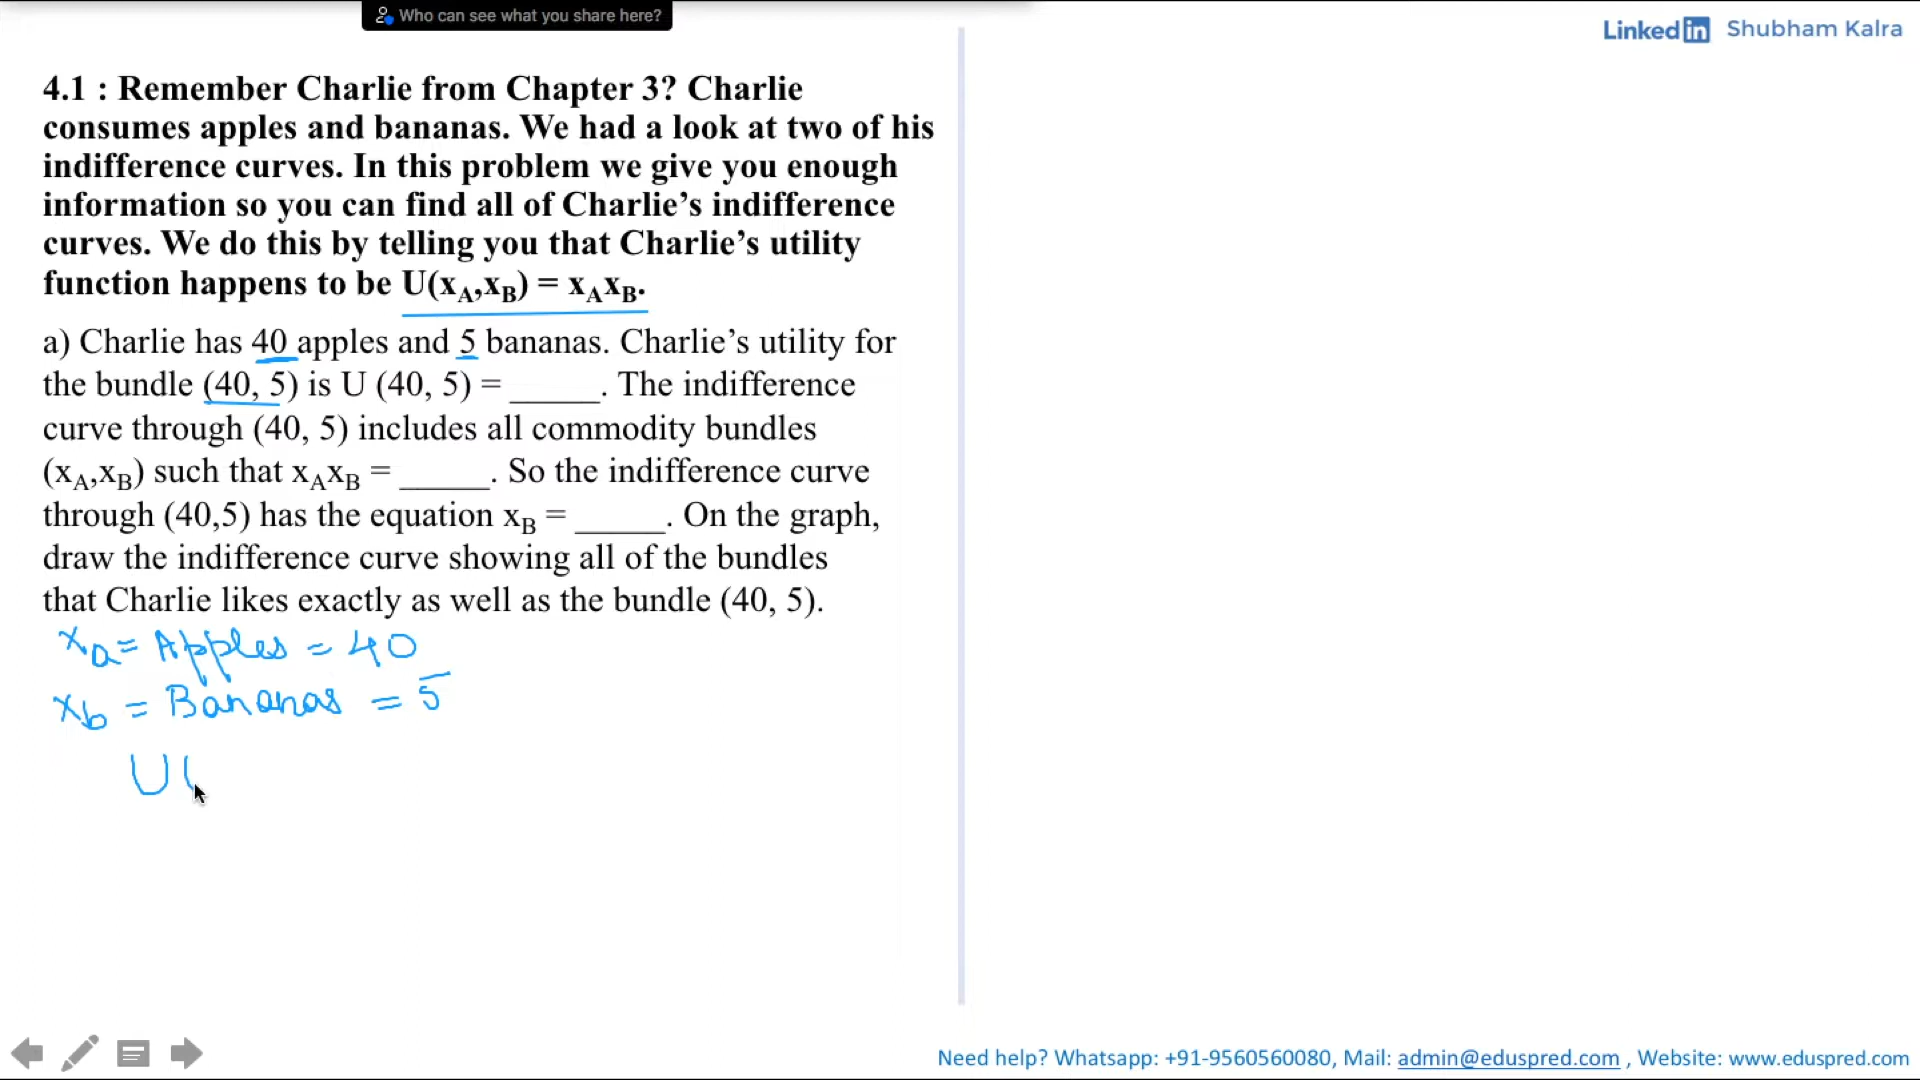 Who can see what you share here?
Linked in Shubham Kalra
4.1 : Remember Charlie from Chapter 3? Charlie
consumes apples and bananas. We had a look at two of his
indifference curves. In this problem we give you enough
information so you can find all of Charlie’s indifference
curves. We do this by telling you that Charlie’s utility
function happens to be U(xA,xB) = xAxB.
a) Charlie has 40 apples and 5 bananas. Charlie’s utility for
the bundle (40, 5) is U (40, 5) = _____. The indifference
curve through (40, 5) includes all commodity bundles
(xA,xB) such that xAxB = _____. So the indifference curve
through (40,5) has the equation xB = _____. On the graph,
draw the indifference curve showing all of the bundles
that Charlie likes exactly as well as the bundle (40, 5).
xa = Apples = 40
xb = Bananas = 5
U(
Need help? Whatsapp: +91-9560560080, Mail: admin@eduspred.com , Website: www.eduspred.com